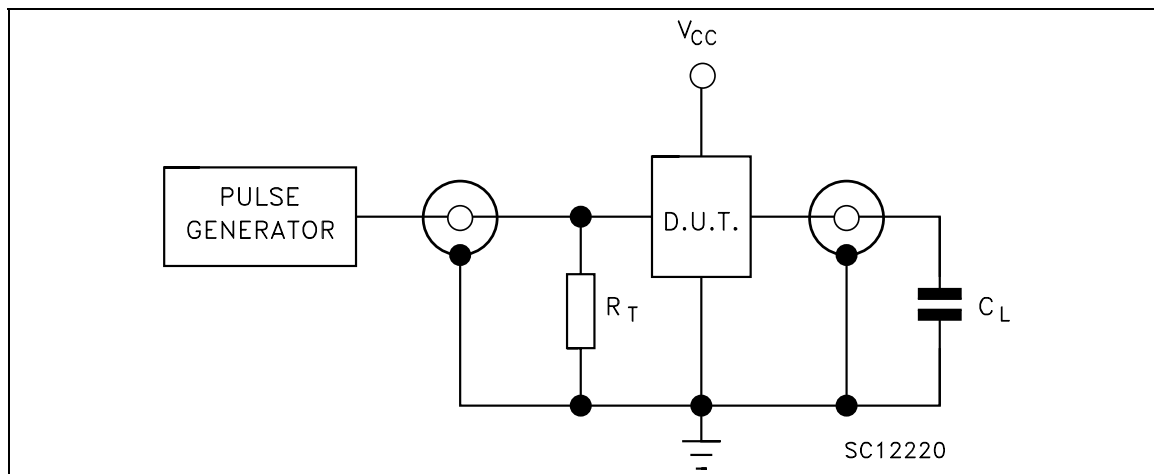 VCC
PULSE
GENERATOR
D.U.T.
RT
CL
SC12220